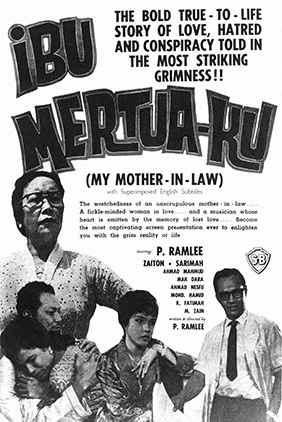 THE BOLD TRUE-TO-LIFE
STORY OF LOVE, HATRED
AND CONSPIRACY TOLD IN
THE MOST STRIKING
GRIMNESS!!
iBU
MERTUA-KU
(MY MOTHER-IN-LAW)
with Superimposed English Subtitles
The wretchedness of an unscrupulous mother-in-law....
A fickle-minded woman in love..... and a musician whose
heart is smitten by the memory of lost love..... Become
the most captivating screen presentation ever to enlighten
you with the grim reality or life
starring P. RAMLEE
ZAITON - SARIMAH
AHMAD MAHMUD
MAK DARA
AHMAD NESFU
MOHD. HAMID
K. FATIMAH
M. ZAIN
written & directed by
P. RAMLEE
SB